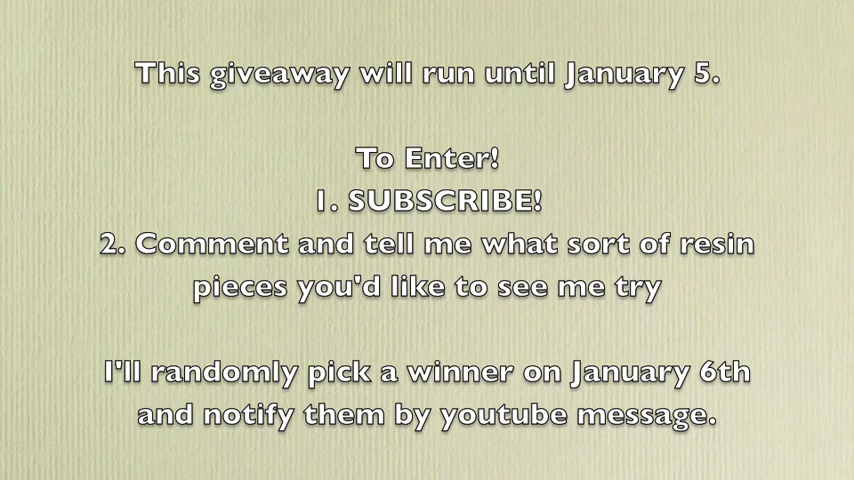 This giveaway will run until January 5.
To Enter!
1. SUBSCRIBE!
2. Comment and tell me what sort of resin
pieces you'd like to see me try
I'll randomly pick a winner on January 6th
and notify them by youtube message.